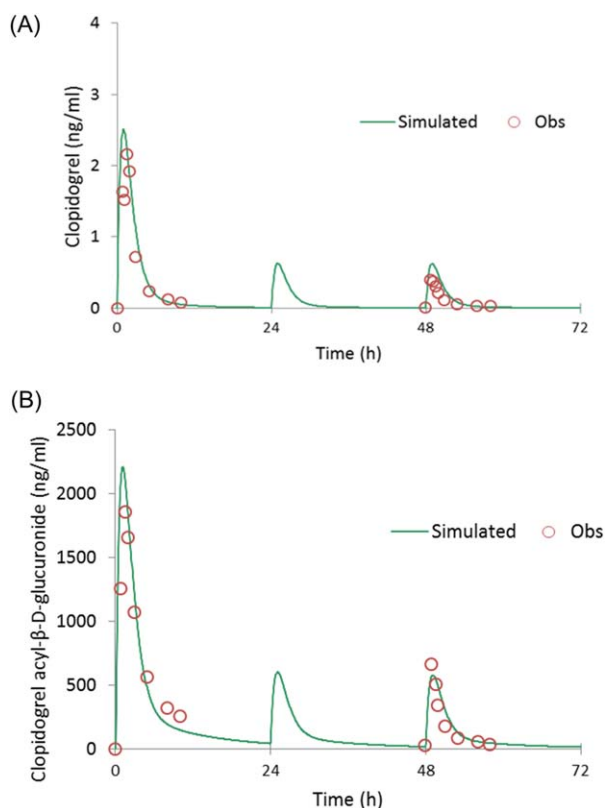 (A)
4
3
2
1
0
Clopidogrel (ng/ml)
Simulated Obs
0 24 48 72
Time (h)
(B)
2500
2000
1500
1000
500
0
Clopidogrel acyl-β-D-glucuronide (ng/ml)
Simulated Obs
0 24 48 72
Time (h)